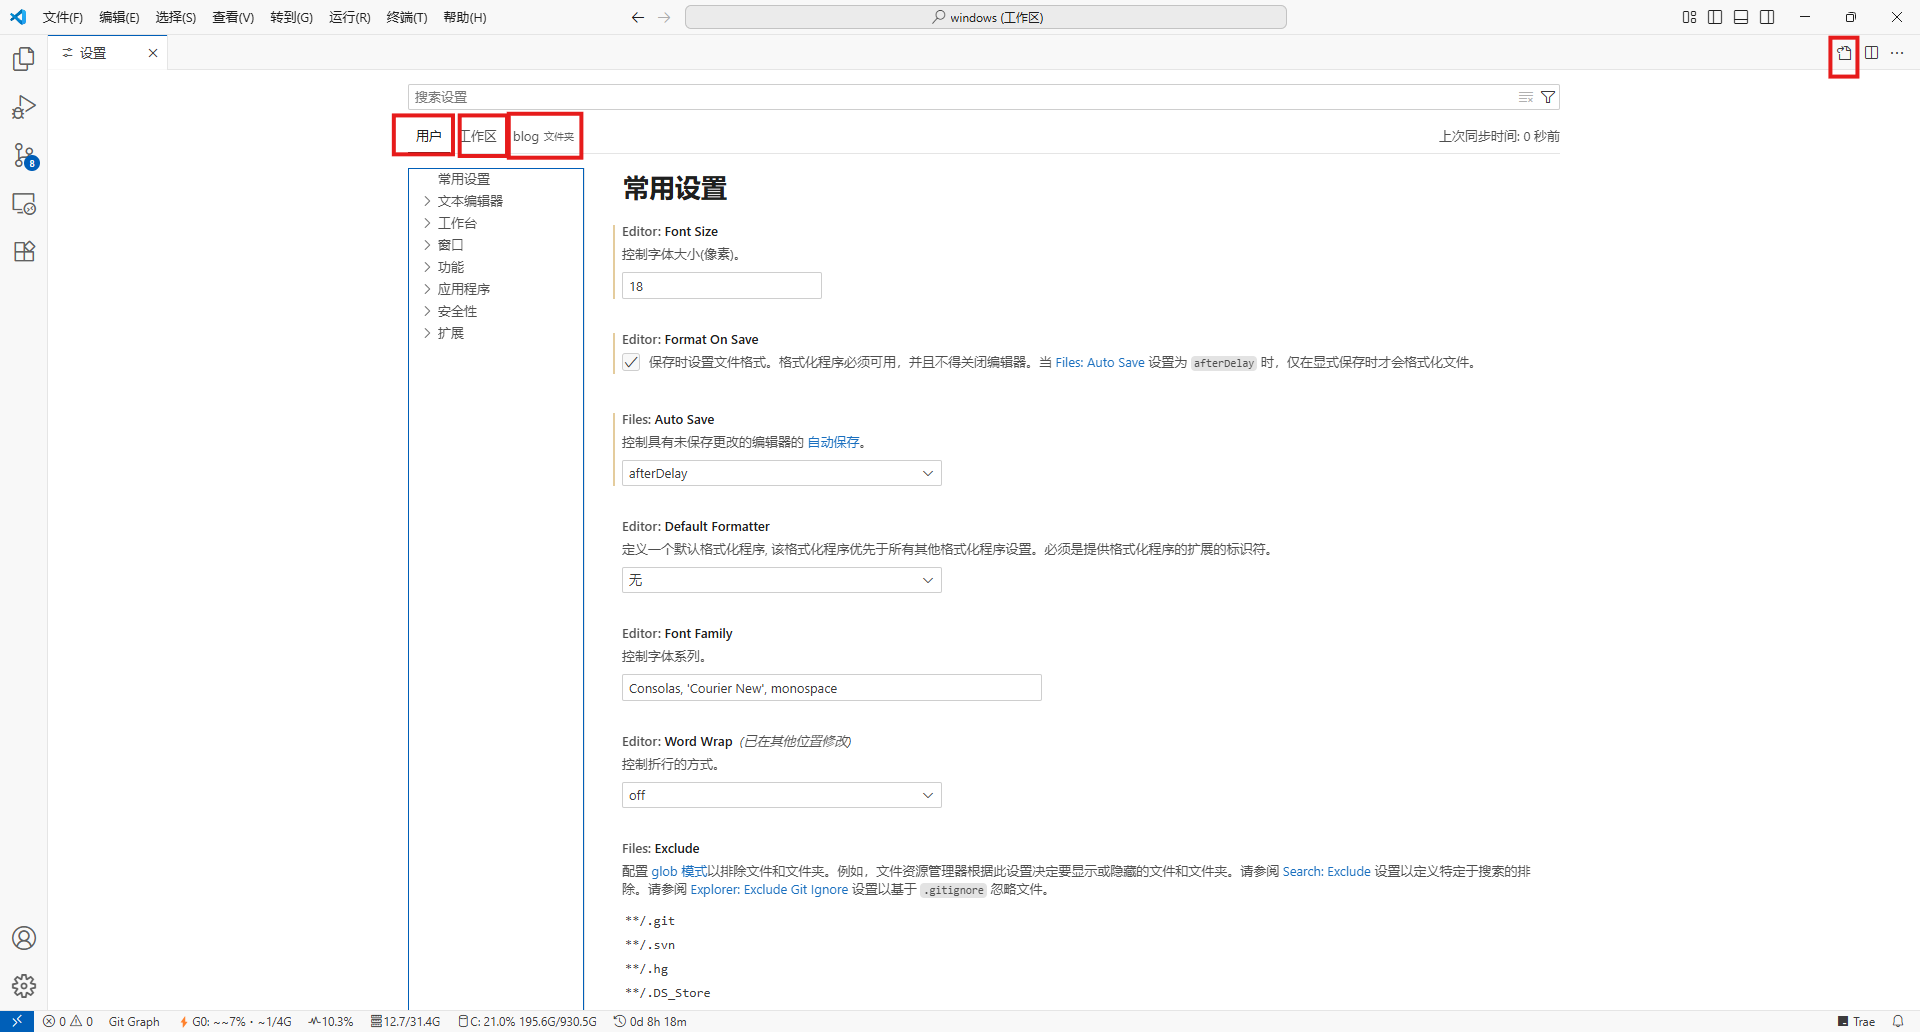 文件(F) 编辑(E) 选择(S) 查看(V) 转到(G) 运行(R) 终端(T) 帮助(H) windows (工作区)
设置
搜索设置
用户 工作区 blog 文件夹 上次同步时间: 0 秒前
常用设置
文本编辑器
工作台
窗口
功能
应用程序
安全性
扩展
常用设置
Editor: Font Size
控制字体大小(像素)。
18
Editor: Format On Save
保存时设置文件格式。格式化程序必须可用，并且不得关闭编辑器。当 Files: Auto Save 设置为 afterDelay 时，仅在显式保存时才会格式化文件。
Files: Auto Save
控制具有未保存更改的编辑器的 自动保存。
afterDelay
Editor: Default Formatter
定义一个默认格式化程序, 该格式化程序优先于所有其他格式化程序设置。必须是提供格式化程序的扩展的标识符。
无
Editor: Font Family
控制字体系列。
Consolas, 'Courier New', monospace
Editor: Word Wrap (已在其他位置修改)
控制折行的方式。
off
Files: Exclude
配置 glob 模式以排除文件和文件夹。例如，文件资源管理器根据此设置决定要显示或隐藏的文件和文件夹。请参阅 Search: Exclude 设置以定义特定于搜索的排
除。请参阅 Explorer: Exclude Git Ignore 设置以基于 .gitignore 忽略文件。
**/.git
**/.svn
**/.hg
**/.DS_Store
8
0 0 Git Graph G0: ~~7% · ~1/4G 10.3% 12.7/31.4G C: 21.0% 195.6G/930.5G 0d 8h 18m Trae